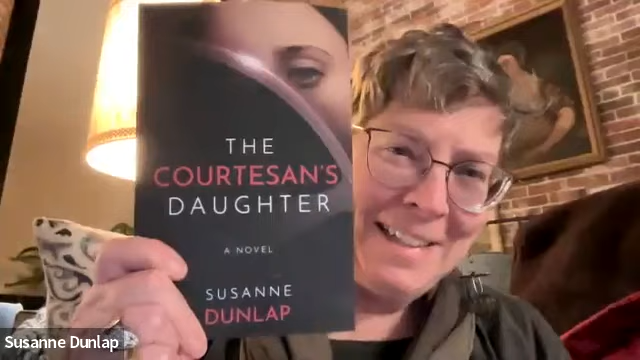 THE
COURTESAN'S
DAUGHTER
A NOVEL
SUSANNE
DUNLAP
Susanne Dunlap